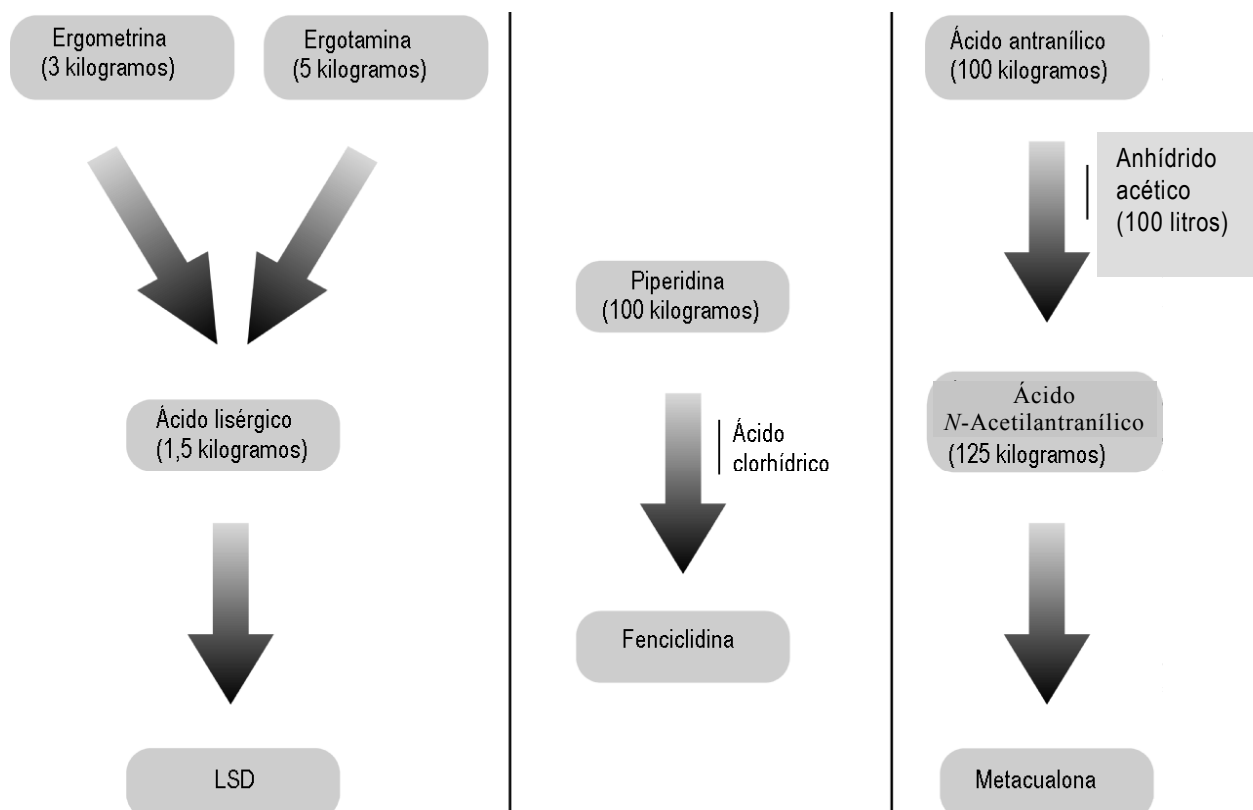 Ergometrina
(3 kilogramos)
Ergotamina
(5 kilogramos)
Ácido lisérgico
(1,5 kilogramos)
LSD
Piperidina
(100 kilogramos)
Ácido
clorhídrico
Fenciclidina
Ácido antranílico
(100 kilogramos)
Anhídrido
acético
(100 litros)
Ácido
N-Acetilantranílico
(125 kilogramos)
Metacualona